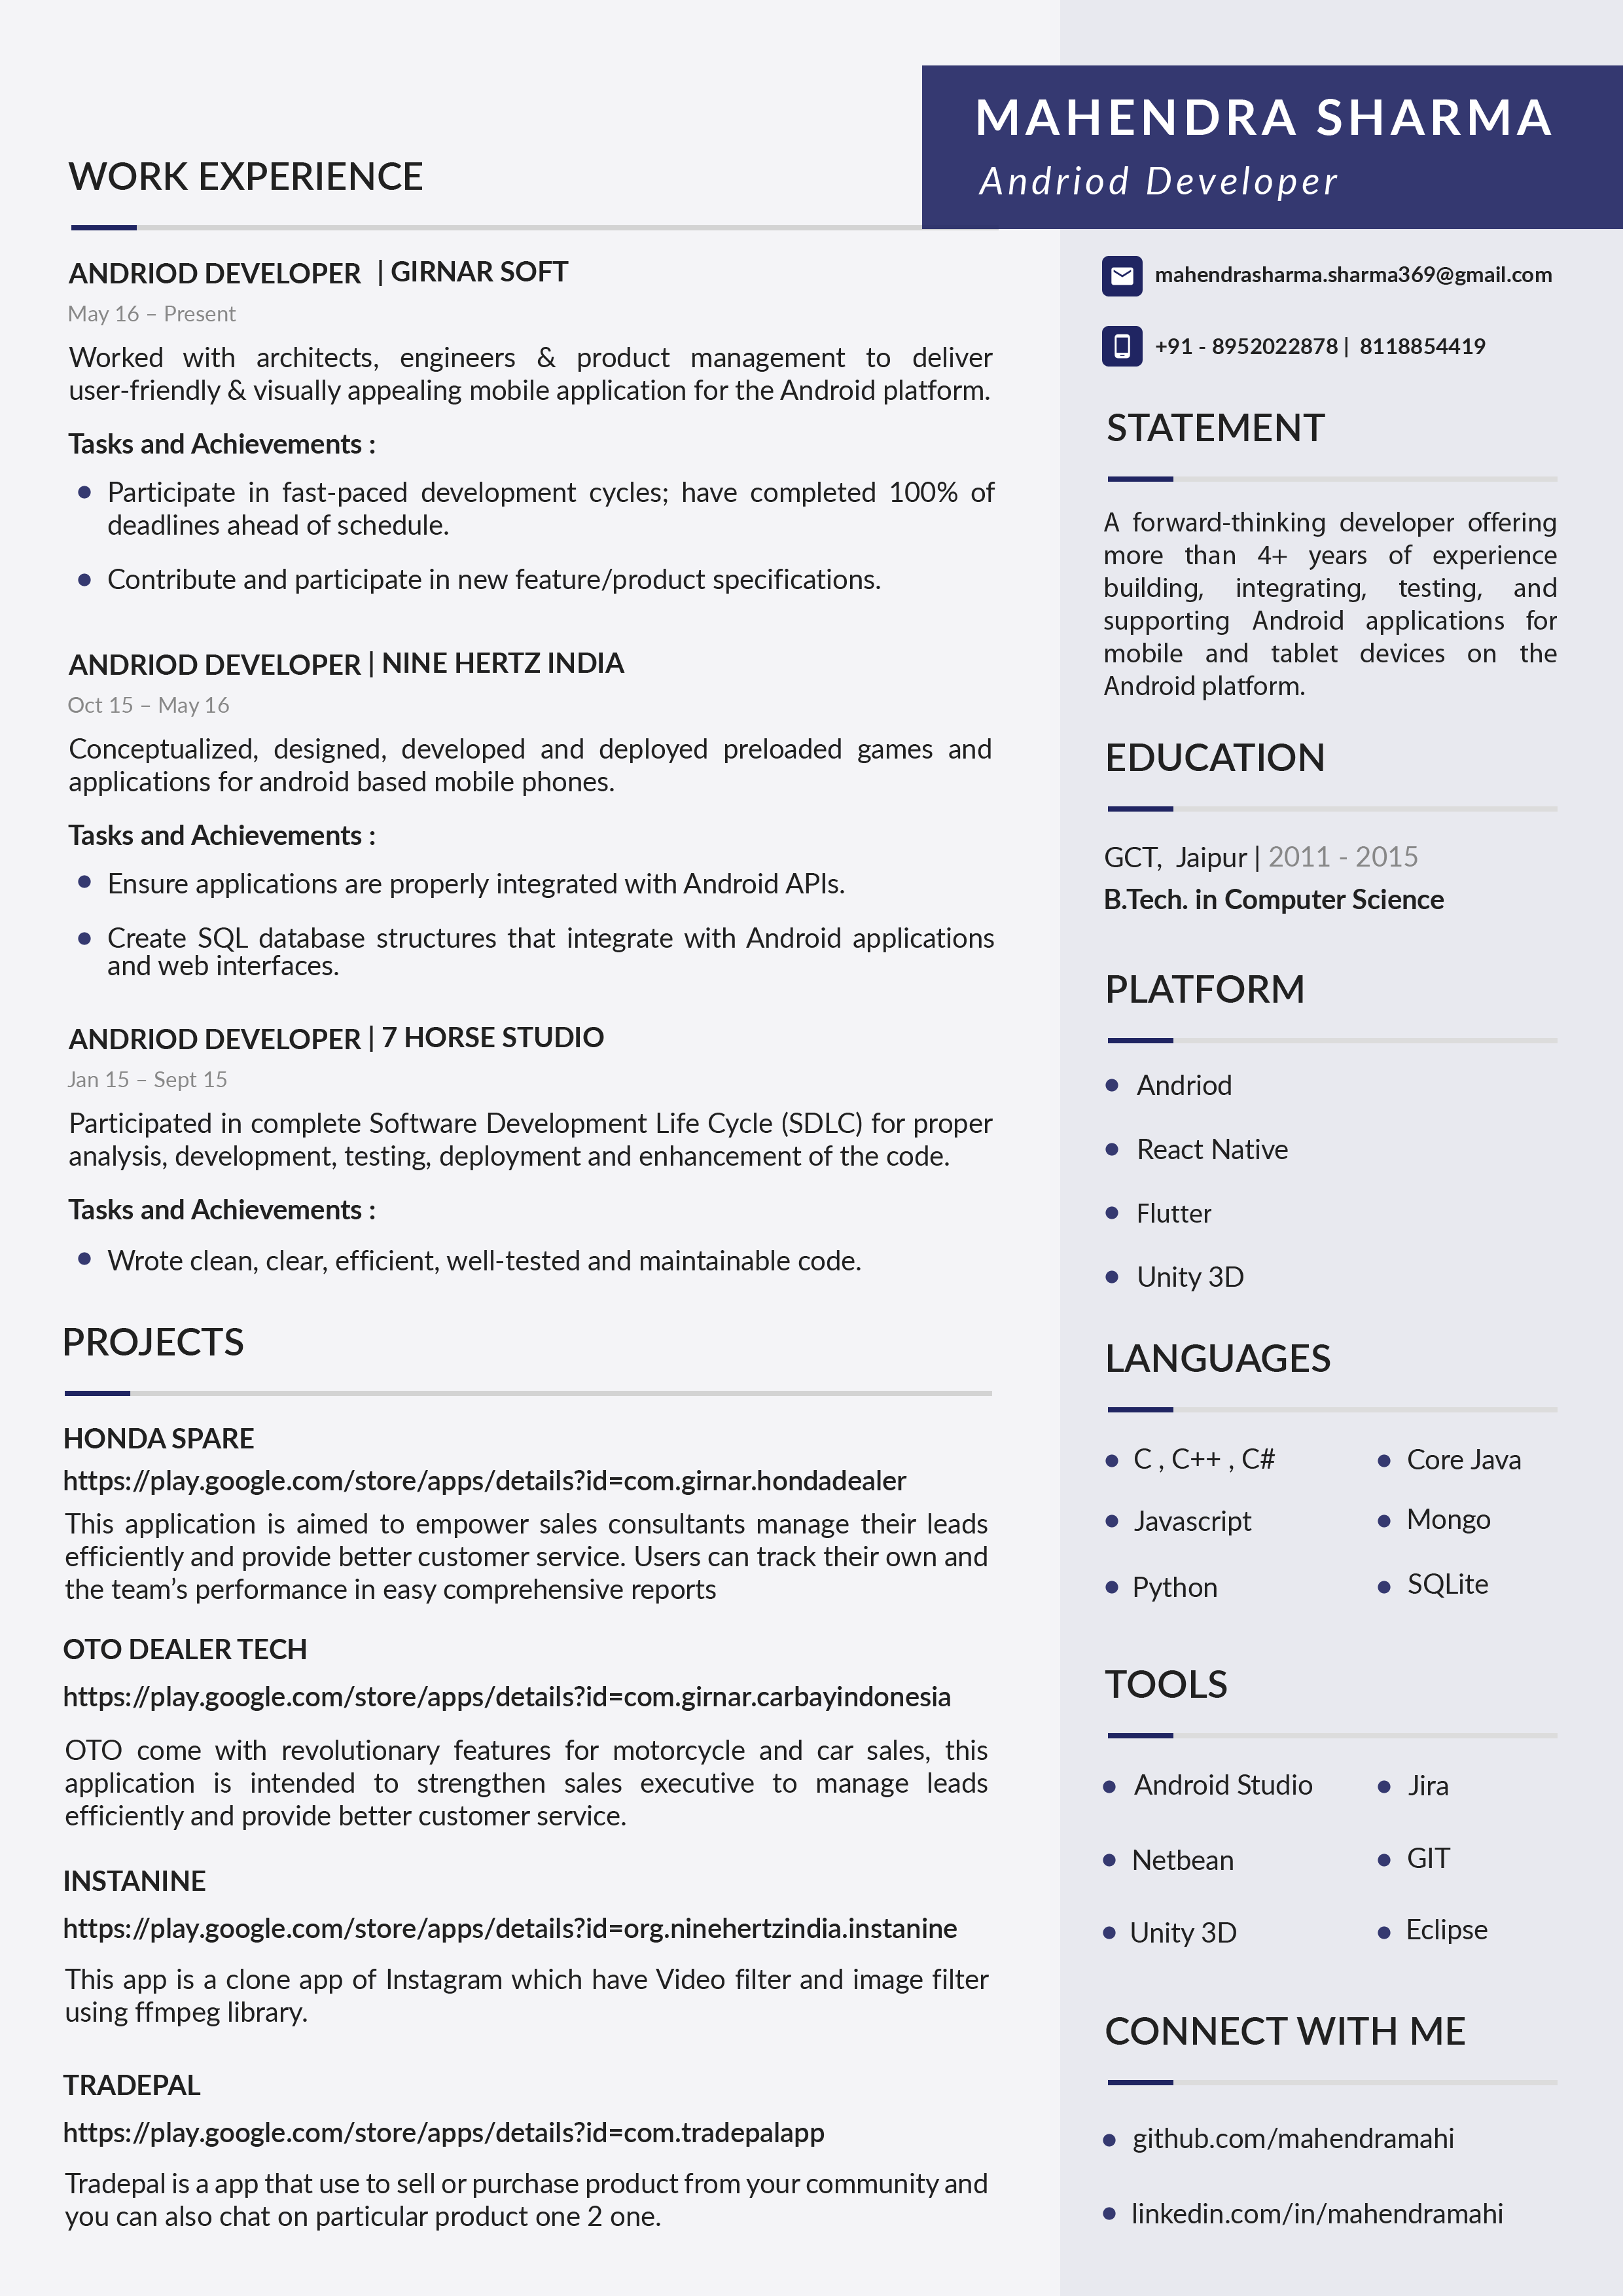 MAHENDRA SHARMA
Andriod Developer
WORK EXPERIENCE
ANDRIOD DEVELOPER | GIRNAR SOFT
May 16 – Present
Worked with architects, engineers & product management to deliver
user-friendly & visually appealing mobile application for the Android platform.
Tasks and Achievements :
Participate in fast-paced development cycles; have completed 100% of
deadlines ahead of schedule.
Contribute and participate in new feature/product specifications.
ANDRIOD DEVELOPER | NINE HERTZ INDIA
Oct 15 – May 16
Conceptualized, designed, developed and deployed preloaded games and
applications for android based mobile phones.
Tasks and Achievements :
Ensure applications are properly integrated with Android APIs.
Create SQL database structures that integrate with Android applications
and web interfaces.
ANDRIOD DEVELOPER | 7 HORSE STUDIO
Jan 15 – Sept 15
Participated in complete Software Development Life Cycle (SDLC) for proper
analysis, development, testing, deployment and enhancement of the code.
Tasks and Achievements :
Wrote clean, clear, efficient, well-tested and maintainable code.
PROJECTS
HONDA SPARE
https://play.google.com/store/apps/details?id=com.girnar.hondadealer
This application is aimed to empower sales consultants manage their leads
efficiently and provide better customer service. Users can track their own and
the team’s performance in easy comprehensive reports
OTO DEALER TECH
https://play.google.com/store/apps/details?id=com.girnar.carbayindonesia
OTO come with revolutionary features for motorcycle and car sales, this
application is intended to strengthen sales executive to manage leads
efficiently and provide better customer service.
INSTANINE
https://play.google.com/store/apps/details?id=org.ninehertzindia.instanine
This app is a clone app of Instagram which have Video filter and image filter
using ffmpeg library.
TRADEPAL
https://play.google.com/store/apps/details?id=com.tradepalapp
Tradepal is a app that use to sell or purchase product from your community and
you can also chat on particular product one 2 one.
mahendrasharma.sharma369@gmail.com
+91 - 8952022878 | 8118854419
STATEMENT
A forward-thinking developer offering
more than 4+ years of experience
building, integrating, testing, and
supporting Android applications for
mobile and tablet devices on the
Android platform.
EDUCATION
GCT, Jaipur | 2011 - 2015
B.Tech. in Computer Science
PLATFORM
Andriod
React Native
Flutter
Unity 3D
LANGUAGES
C , C++ , C# Core Java
Javascript Mongo
Python SQLite
TOOLS
Android Studio Jira
Netbean GIT
Unity 3D Eclipse
CONNECT WITH ME
github.com/mahendramahi
linkedin.com/in/mahendramahi